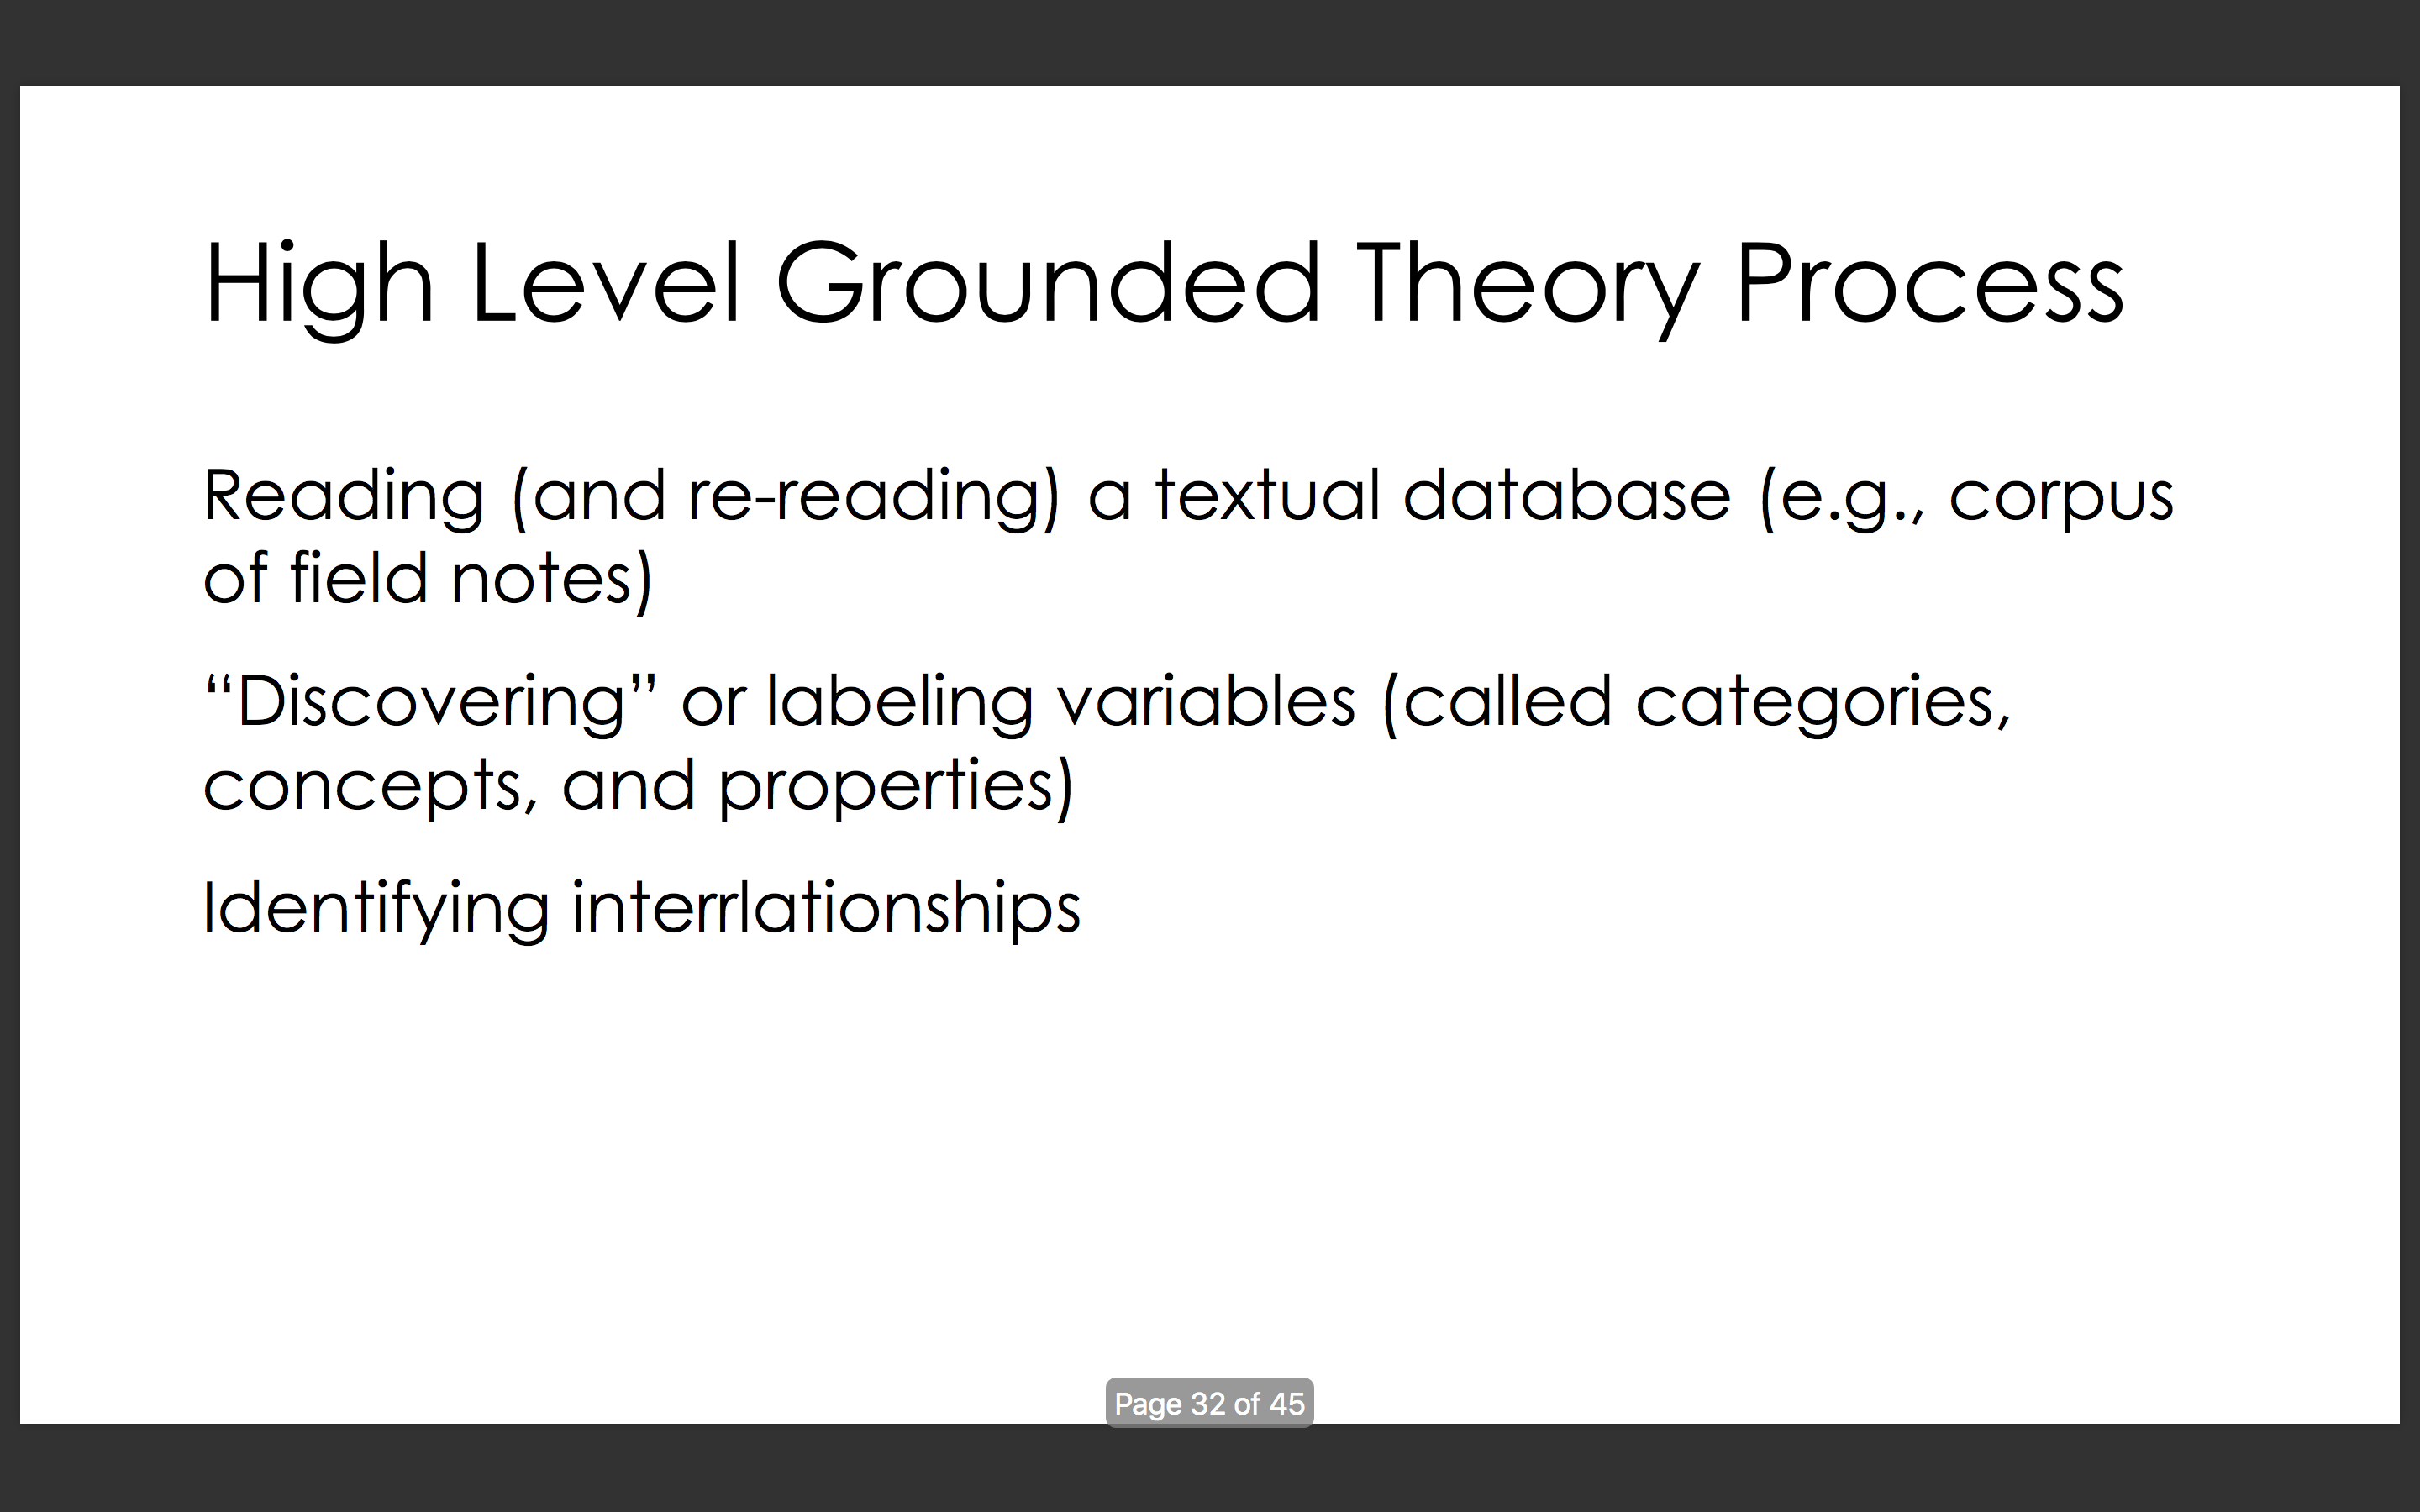 High Level Grounded Theory Process
Reading (and re-reading) a textual database (e.g., corpus
of field notes)
“Discovering” or labeling variables (called categories,
concepts, and properties)
Identifying interrlationships
Page 32 of 45